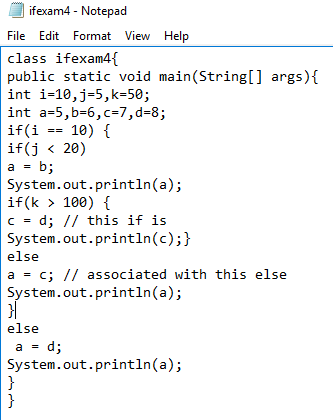 ifexam4 - Notepad
File Edit Format View Help
class ifexam4{
public static void main(String[] args){
int i=10,j=5,k=50;
int a=5,b=6,c=7,d=8;
if(i == 10) {
if(j < 20)
a = b;
System.out.println(a);
if(k > 100) {
c = d; // this if is
System.out.println(c);}
else
a = c; // associated with this else
System.out.println(a);
}
else
 a = d;
System.out.println(a);
}
}